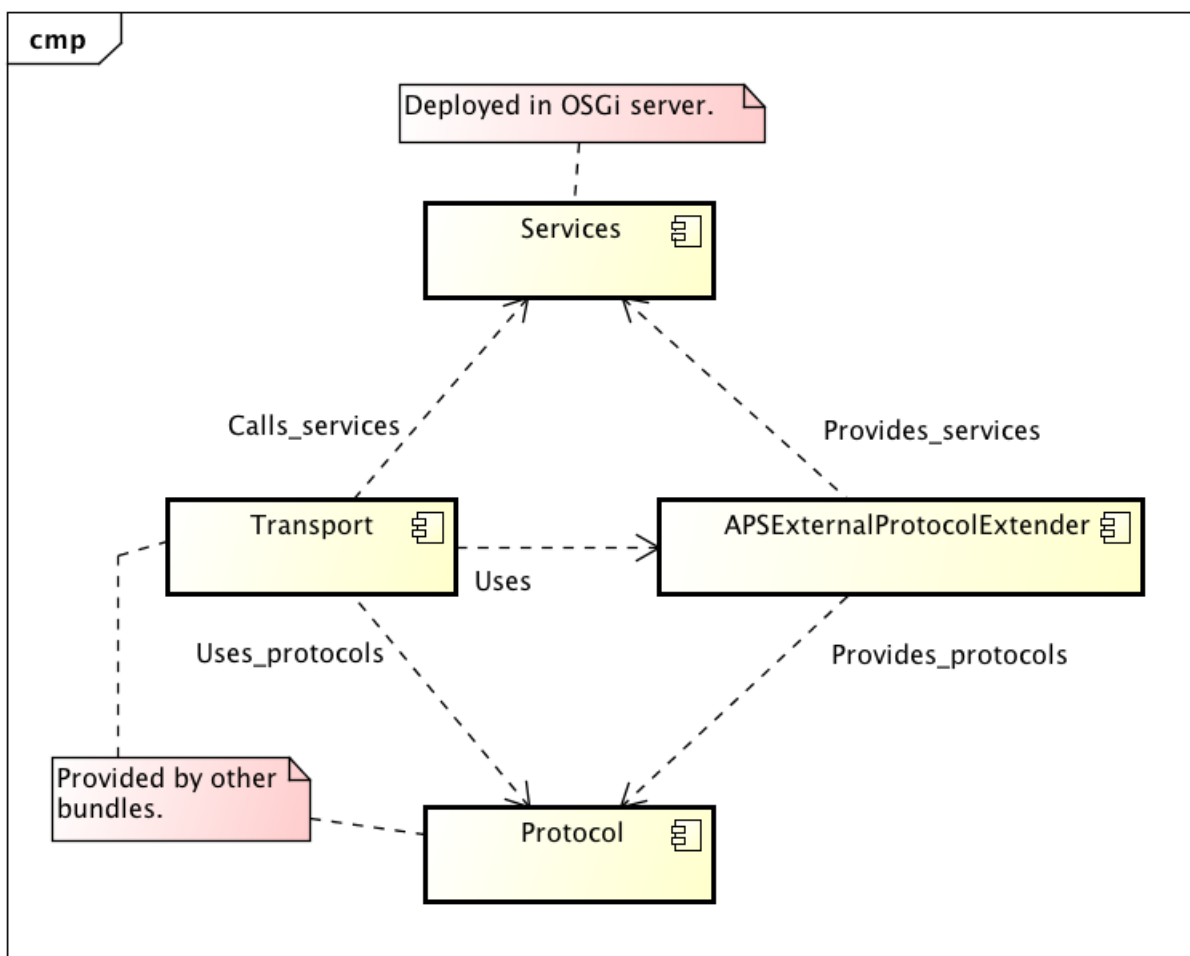 cmp
Deployed in OSGi server.
Services
Calls_services
Provides_services
Transport
APSExternalProtocolExtender
Uses
Uses_protocols
Provides_protocols
Provided by other
bundles.
Protocol